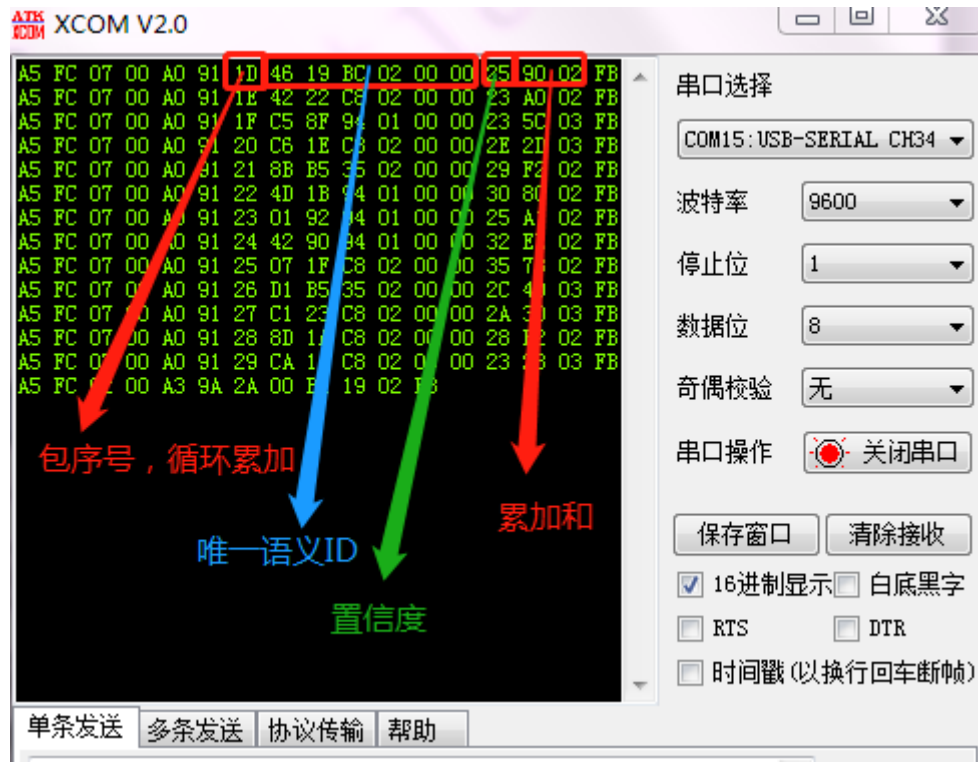 ATK XCOM XCOM V2.0
A5 FC 07 00 A0 91 1D 46 19 BC 02 00 00 25 90 02 FB
A5 FC 07 00 A0 91 1E 42 22 02 00 00 23 A0 02 FB
A5 FC 07 00 A0 91 1F C5 8F 94 01 00 00 23 5C 03 FB
A5 FC 07 00 A0 91 20 C6 1E 02 00 00 2E 2D 03 FB
A5 FC 07 00 A0 91 21 8B B5 35 02 00 00 29 F2 02 FB
A5 FC 07 00 A0 91 22 4D 1B 94 01 00 00 30 80 02 FB
A5 FC 07 00 A0 91 23 01 92 94 01 00 00 25 02 FB
A5 FC 07 00 A0 91 24 42 90 94 01 00 00 32 02 FB
A5 FC 07 00 A0 91 25 07 1F C8 02 00 00 35 02 FB
A5 FC 07 00 A0 91 26 D1 B5 35 02 00 00 2C 03 FB
A5 FC 07 00 A0 91 27 C1 23 C8 02 00 00 2A 03 FB
A5 FC 07 00 A0 91 28 8D C8 02 00 00 28 02 FB
A5 FC 07 00 A0 91 29 CA C8 02 00 00 23 03 FB
A5 FC 00 A3 9A 2A 00 19 02
包序号，循环累加
唯一语义ID
置信度
累加和
串口选择
COM15:USB-SERIAL CH34
波特率 9600
停止位 1
数据位 8
奇偶校验 无
串口操作 关闭串口
保存窗口 清除接收
16进制显示 白底黑字
RTS DTR
时间戳(以换行回车断帧)
单条发送 多条发送 协议传输 帮助